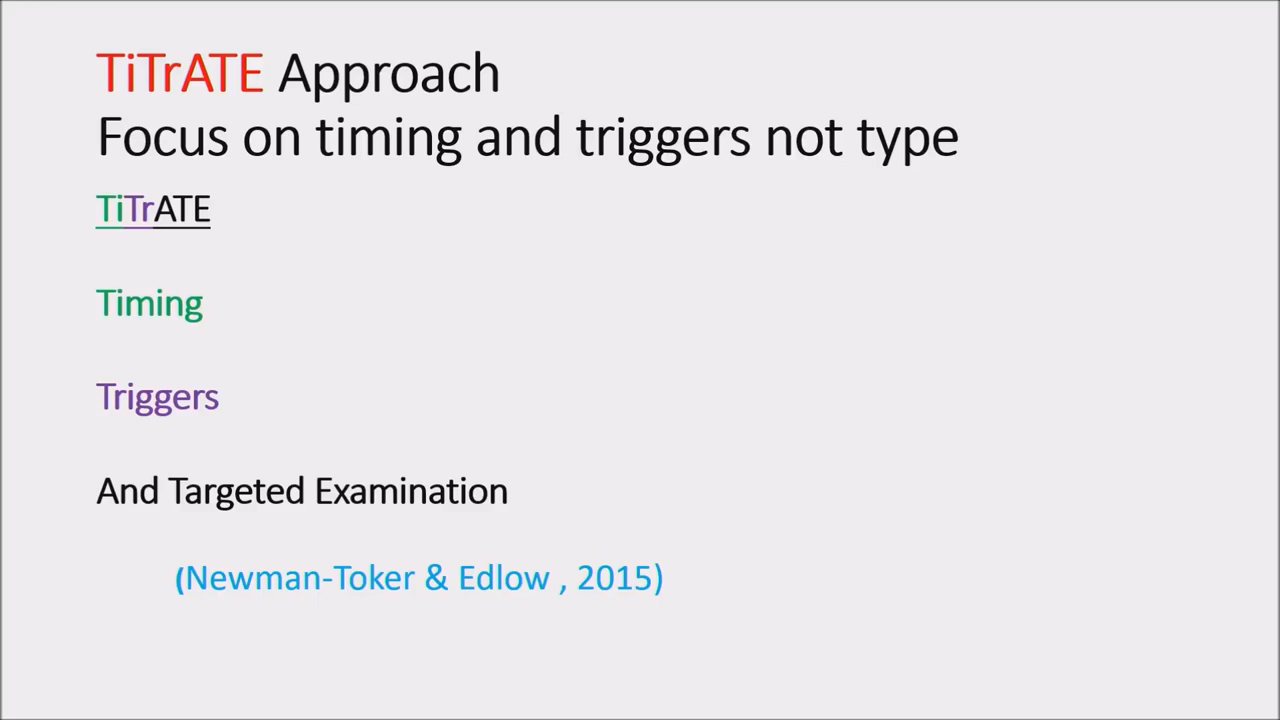 TiTrATE Approach
Focus on timing and triggers not type
TiTrATE
Timing
Triggers
And Targeted Examination
(Newman-Toker & Edlow , 2015)